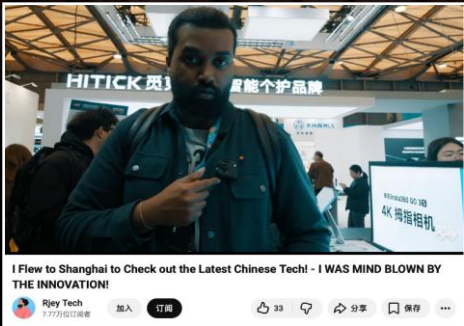 HITICK 觅 智能个护品牌
4K 拇指相机
I Flew to Shanghai to Check out the Latest Chinese Tech! - I WAS MIND BLOWN BY
THE INNOVATION!
Rjey Tech
7.77万位订阅者
加入
订阅
33
分享
保存